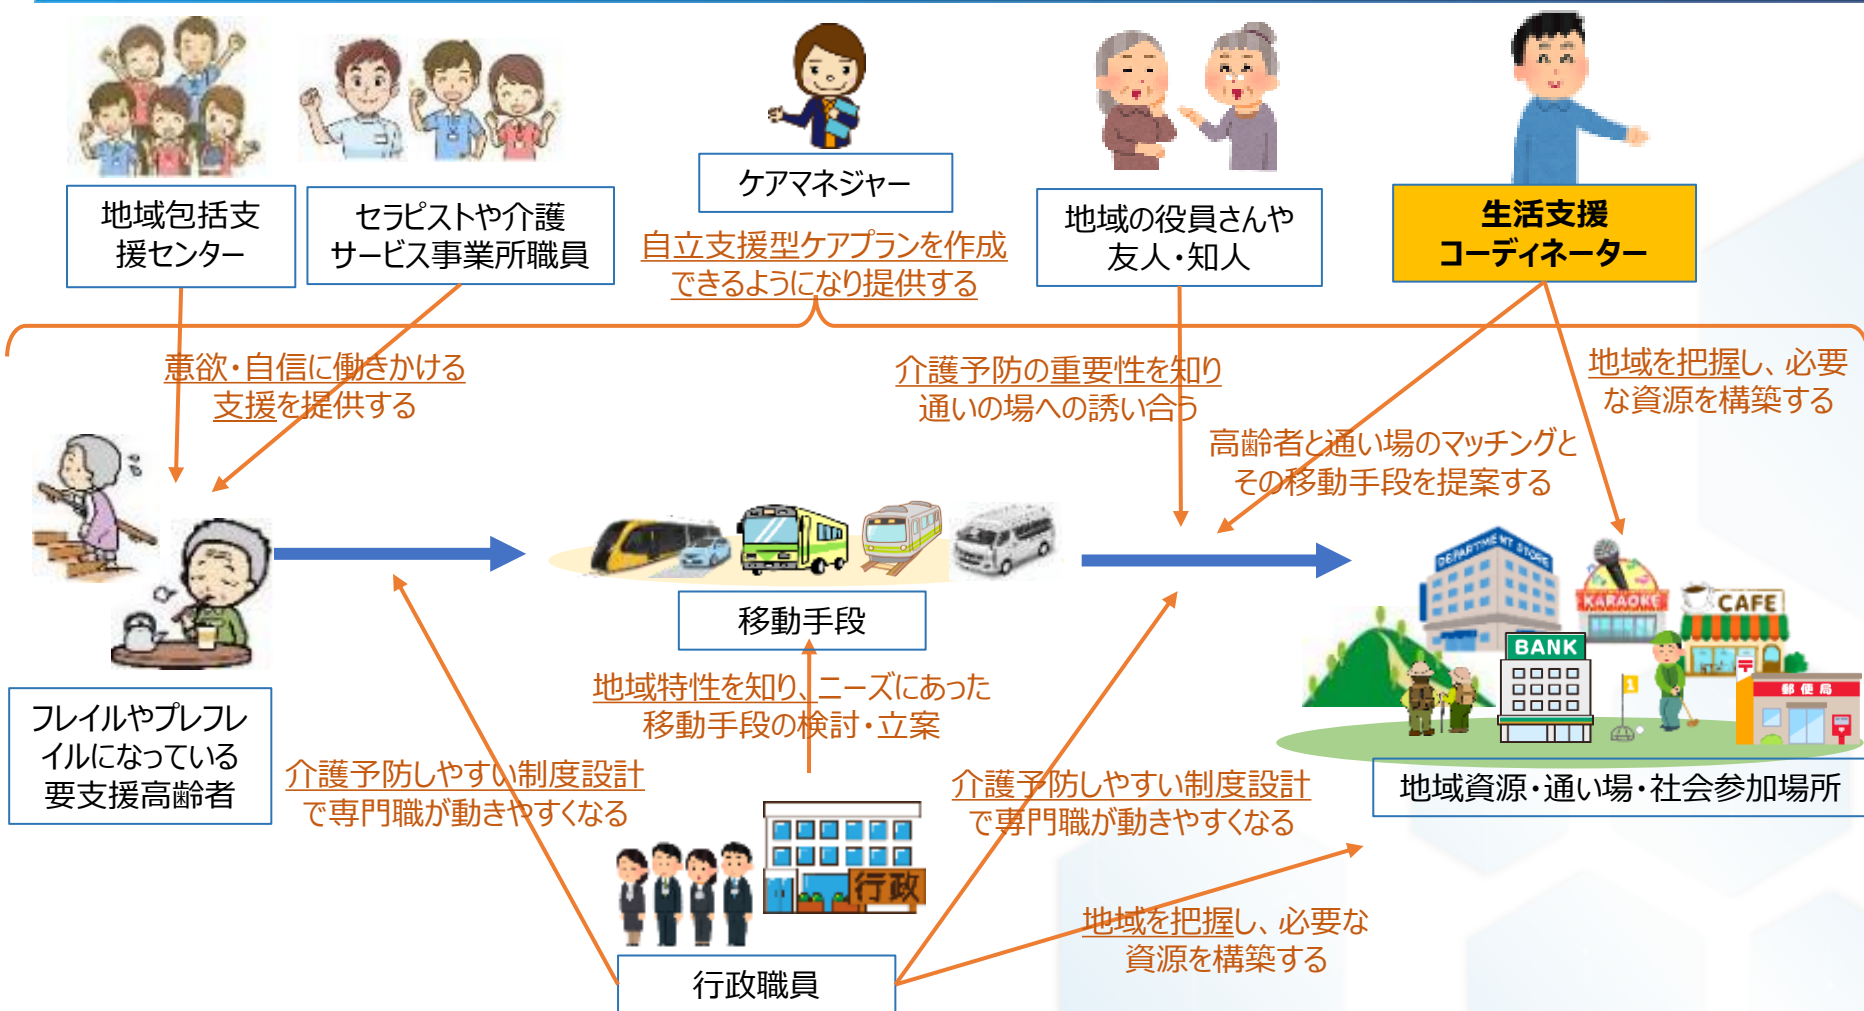 地域包括支
援センター
セラピストや介護
サービス事業所職員
ケアマネジャー
自立支援型ケアプランを作成
できるようになり提供する
地域の役員さんや
友人・知人
生活支援
コーディネーター
意欲・自信に働きかける
支援を提供する
介護予防の重要性を知り
通いの場への誘い合う
地域を把握し、必要
な資源を構築する
高齢者と通い場のマッチングと
その移動手段を提案する
DEPARTMENT STORE
KARAOKE
CAFE
BANK
1
〒
郵便局
移動手段
地域特性を知り、ニーズにあった
移動手段の検討・立案
フレイルやプレフレ
イルになっている
要支援高齢者
地域資源・通い場・社会参加場所
介護予防しやすい制度設計
で専門職が動きやすくなる
介護予防しやすい制度設計
で専門職が動きやすくなる
行政
地域を把握し、必要な
資源を構築する
行政職員